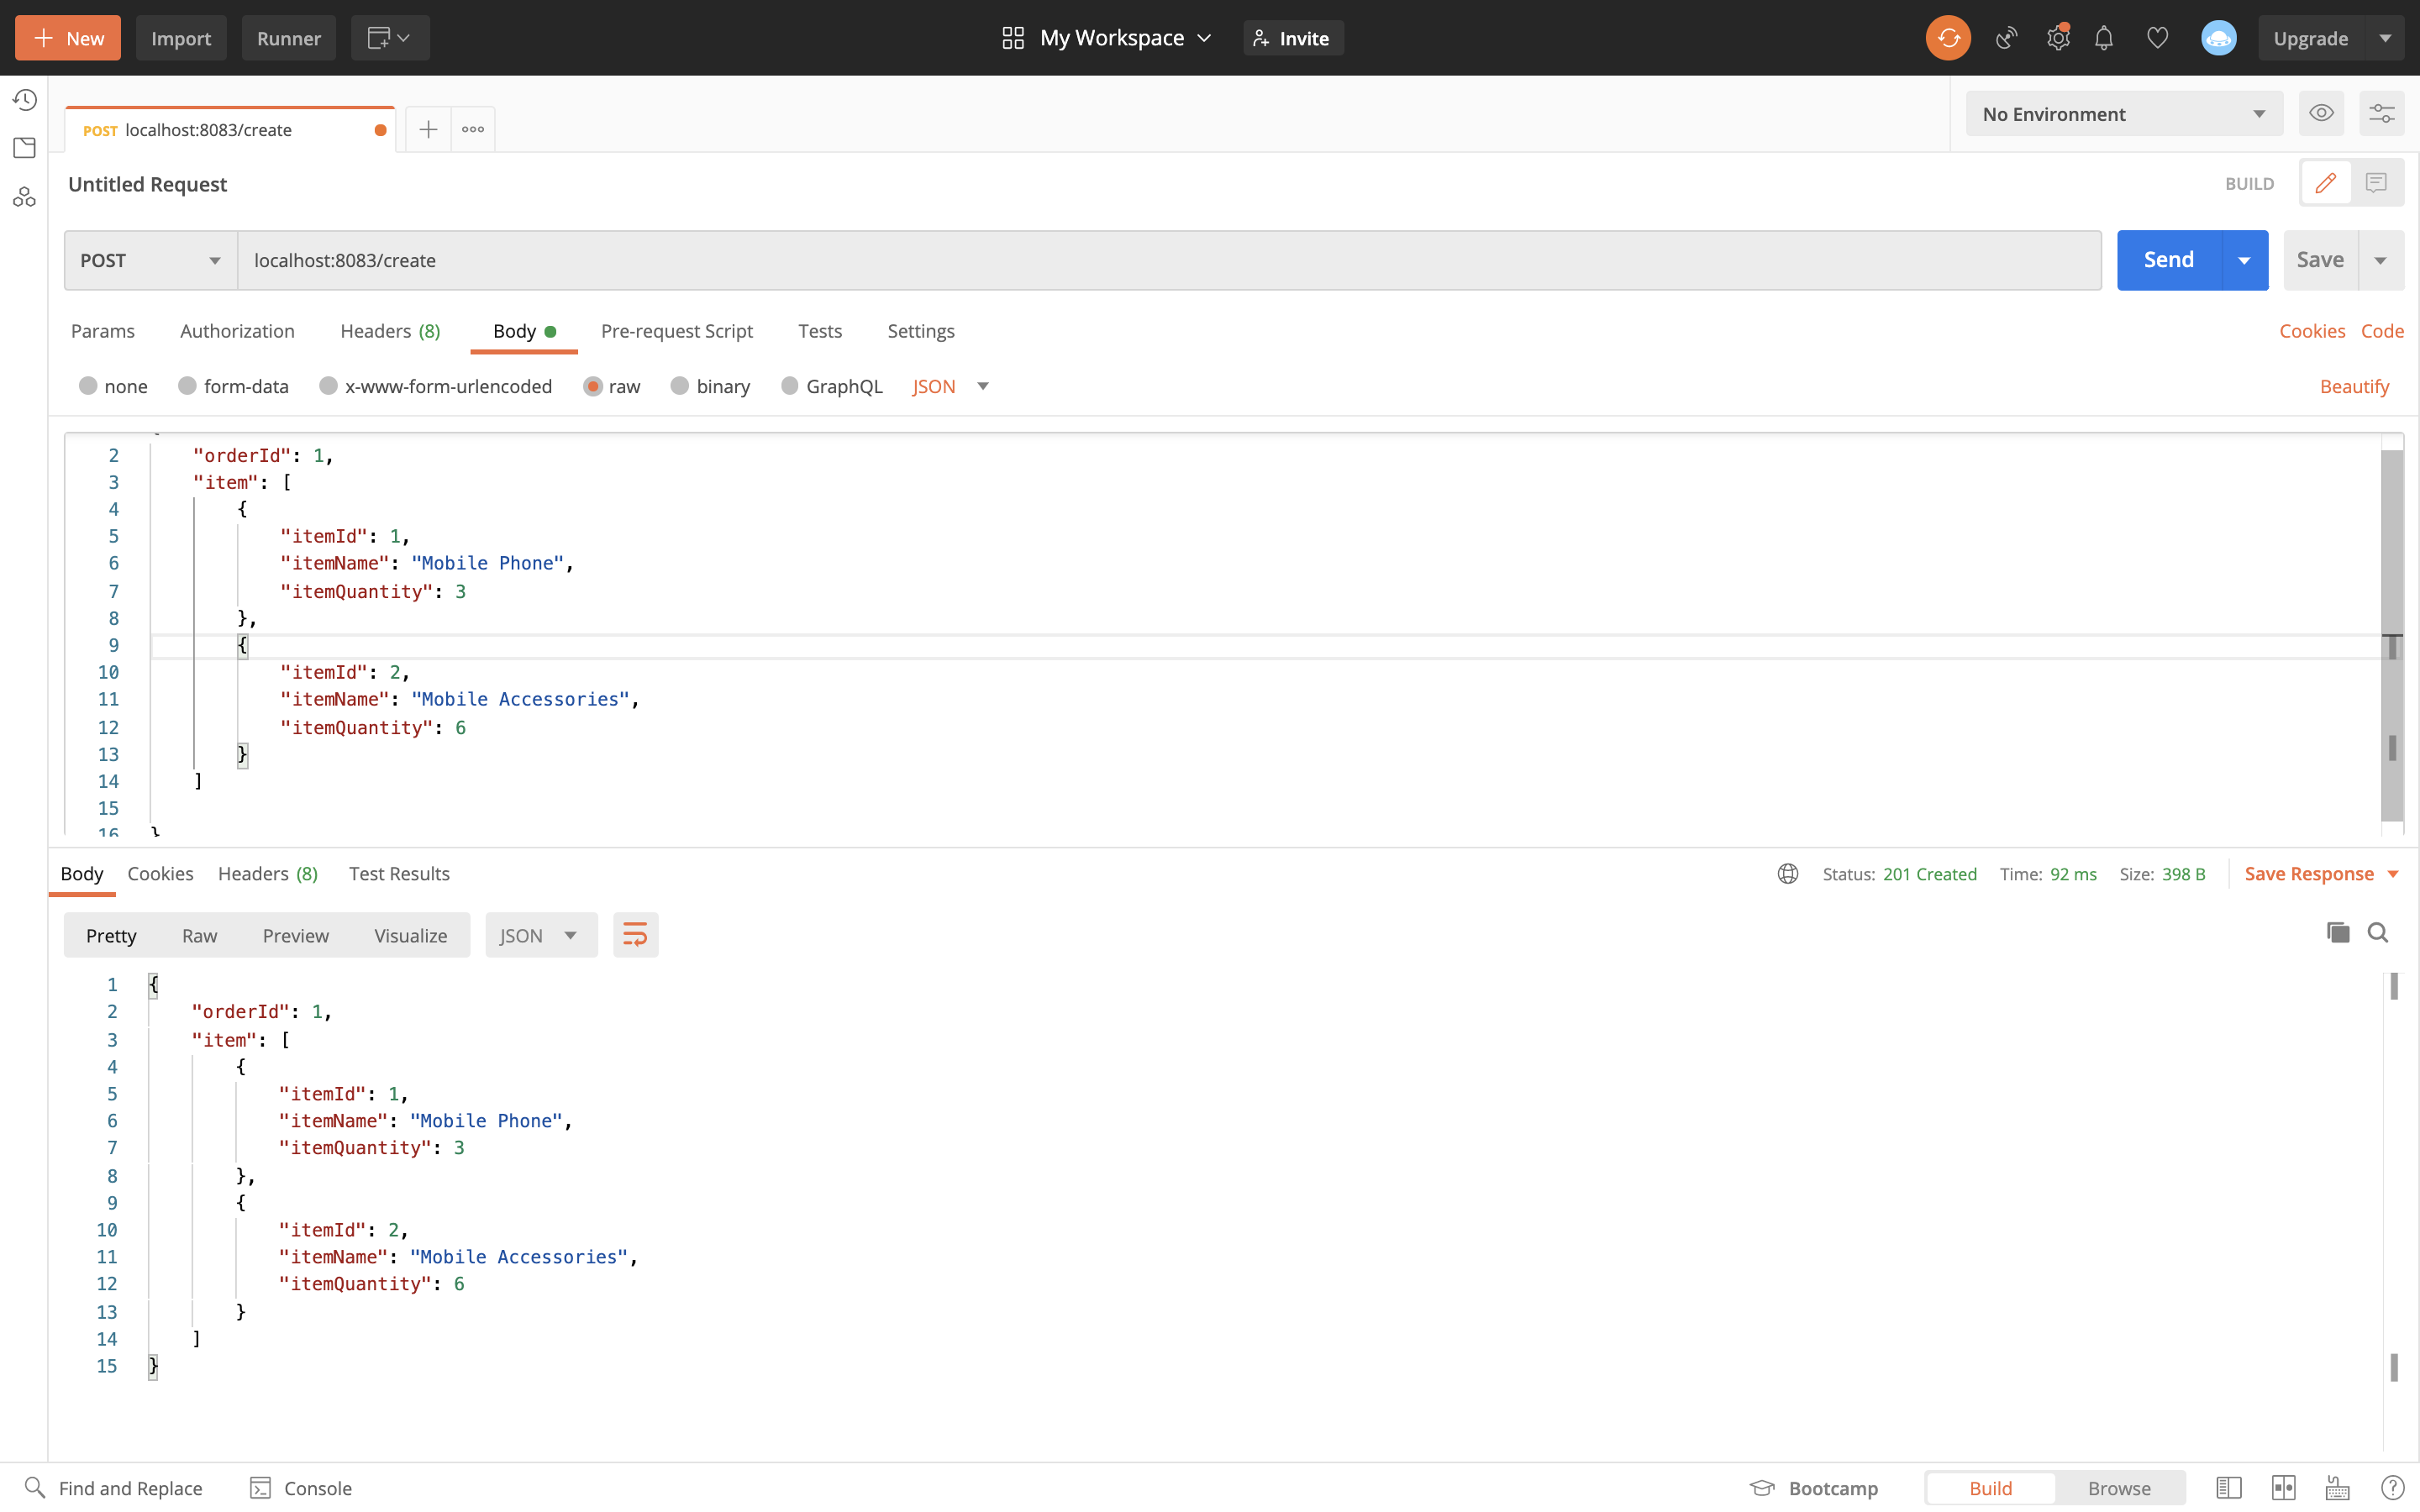 New Import Runner My Workspace Invite Upgrade
POST localhost:8083/create No Environment
Untitled Request BUILD
POST localhost:8083/create Send Save
Params Authorization Headers (8) Body Pre-request Script Tests Settings Cookies Code
none form-data x-www-form-urlencoded raw binary GraphQL JSON Beautify
2 "orderId": 1,
3 "item": [
4 {
5 "itemId": 1,
6 "itemName": "Mobile Phone",
7 "itemQuantity": 3
8 },
9 {
10 "itemId": 2,
11 "itemName": "Mobile Accessories",
12 "itemQuantity": 6
13 }
14 ]
15
16 }
Body Cookies Headers (8) Test Results Status: 201 Created Time: 92 ms Size: 398 B Save Response
Pretty Raw Preview Visualize JSON
1 {
2 "orderId": 1,
3 "item": [
4 {
5 "itemId": 1,
6 "itemName": "Mobile Phone",
7 "itemQuantity": 3
8 },
9 {
10 "itemId": 2,
11 "itemName": "Mobile Accessories",
12 "itemQuantity": 6
13 }
14 ]
15 }
Find and Replace Console Bootcamp Build Browse